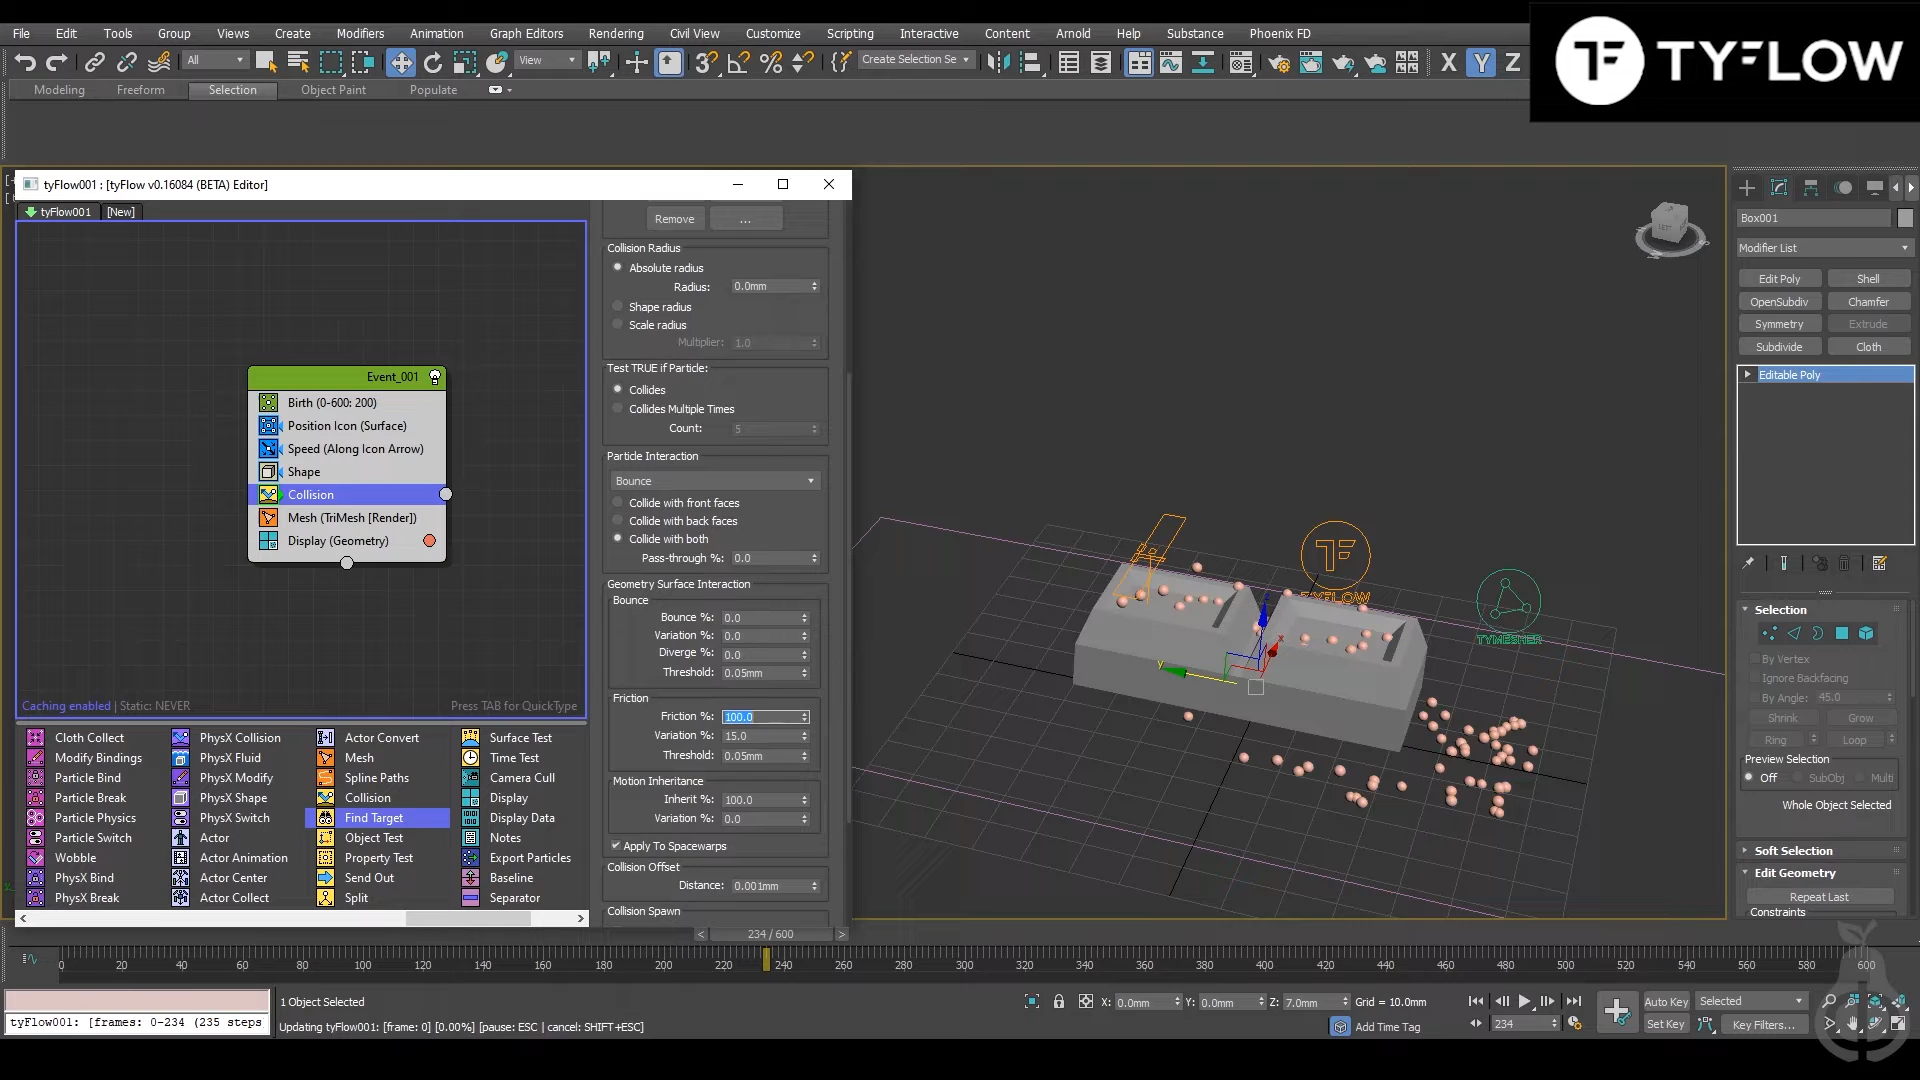 File Edit Tools Group Views Create Modifiers Animation Graph Editors Rendering Civil View Customize Scripting Interactive Content Arnold Help Substance Phoenix FD
TYFLOW
All View Create Selection Se X Y Z
Modeling Freeform Selection Object Paint Populate
tyFlow001 : [tyFlow v0.16084 (BETA) Editor]
tyFlow001 [New]
Event_001
Birth (0-600: 200)
Position Icon (Surface)
Speed (Along Icon Arrow)
Shape
Collision
Mesh (TriMesh [Render])
Display (Geometry)
Caching enabled | Static: NEVER
Press TAB for QuickType
Cloth Collect PhysX Collision Actor Convert Surface Test
Modify Bindings PhysX Fluid Mesh Time Test
Particle Bind PhysX Modify Spline Paths Camera Cull
Particle Break PhysX Shape Collision Display
Particle Physics PhysX Switch Find Target Display Data
Particle Switch Actor Object Test Notes
Wobble Actor Animation Property Test Export Particles
PhysX Bind Actor Center Send Out Baseline
PhysX Break Actor Collect Split Separator
Remove ...
Collision Radius
Absolute radius
Radius: 0.0mm
Shape radius
Scale radius
Multiplier: 1.0
Test TRUE if Particle:
Collides
Collides Multiple Times
Count: 5
Particle Interaction
Bounce
Collide with front faces
Collide with back faces
Collide with both
Pass-through %: 0.0
Geometry Surface Interaction
Bounce
Bounce %: 0.0
Variation %: 0.0
Diverge %: 0.0
Threshold: 0.05mm
Friction
Friction %: 100.0
Variation %: 15.0
Threshold: 0.05mm
Motion Inheritance
Inherit %: 100.0
Variation %: 0.0
Apply To Spacewarps
Collision Offset
Distance: 0.001mm
Collision Spawn
TYFLOW
TYMESHER
LEFT
x
y
Box001
Modifier List
Edit Poly Shell
OpenSubdiv Chamfer
Symmetry Extrude
Subdivide Cloth
Editable Poly
Selection
By Vertex
Ignore Backfacing
By Angle: 45.0
Shrink Grow
Ring Loop
Preview Selection
Off SubObj Multi
Whole Object Selected
Soft Selection
Edit Geometry
Repeat Last
Constraints
< 234 / 600 >
0 20 40 60 80 100 120 140 160 180 200 220 240 260 280 300 320 340 360 380 400 420 440 460 480 500 520 540 560 580 600
1 Object Selected
X: 0.0mm Y: 0.0mm Z: 7.0mm Grid = 10.0mm
Auto Key Selected
tyFlow001: [frames: 0-234 (235 steps
Updating tyFlow001: [frame: 0] [0.00%] [pause: ESC | cancel: SHIFT+ESC]
Add Time Tag
234
Set Key Key Filters...